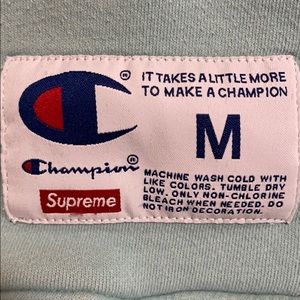 IT TAKES A LITTLE MORE
TO MAKE A CHAMPION
®
M
Champion®
Supreme
MACHINE WASH COLD WITH
LIKE COLORS. TUMBLE DRY
LOW. ONLY NON-CHLORINE
BLEACH WHEN NEEDED. DO
NOT IRON DECORATION.